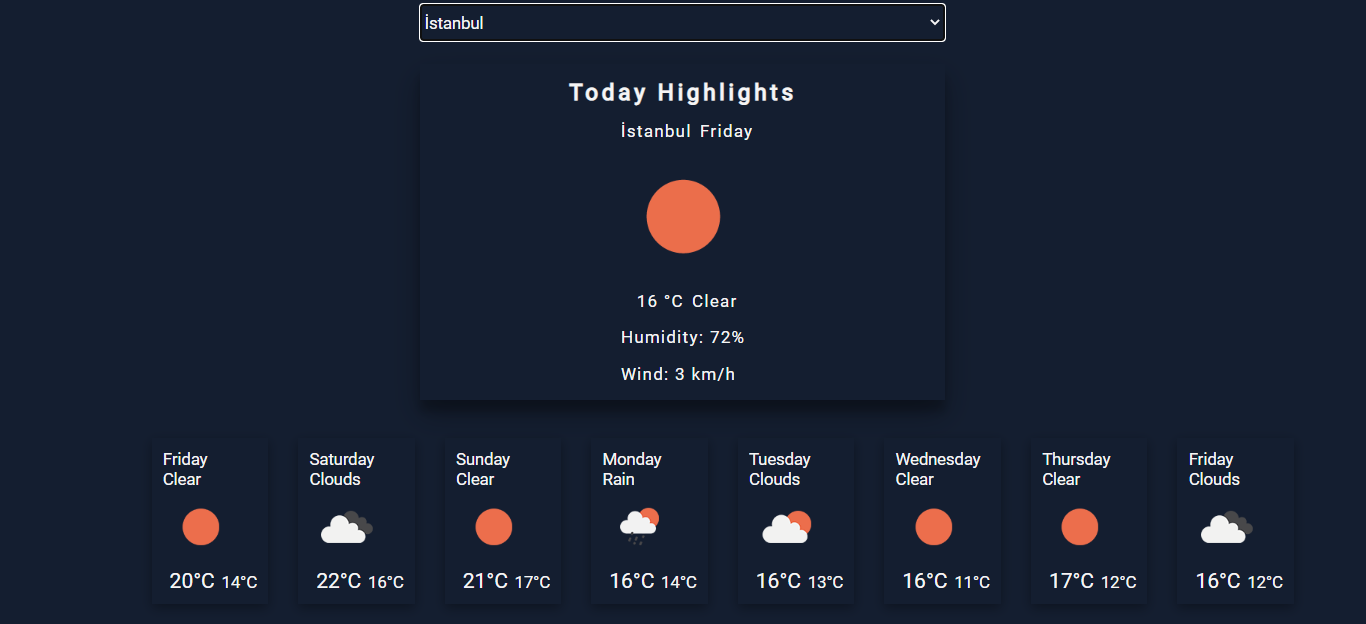 İstanbul
Today Highlights
İstanbul Friday
16 °C Clear
Humidity: 72%
Wind: 3 km/h
Friday
Clear
20°C 14°C
Saturday
Clouds
22°C 16°C
Sunday
Clear
21°C 17°C
Monday
Rain
16°C 14°C
Tuesday
Clouds
16°C 13°C
Wednesday
Clear
16°C 11°C
Thursday
Clear
17°C 12°C
Friday
Clouds
16°C 12°C